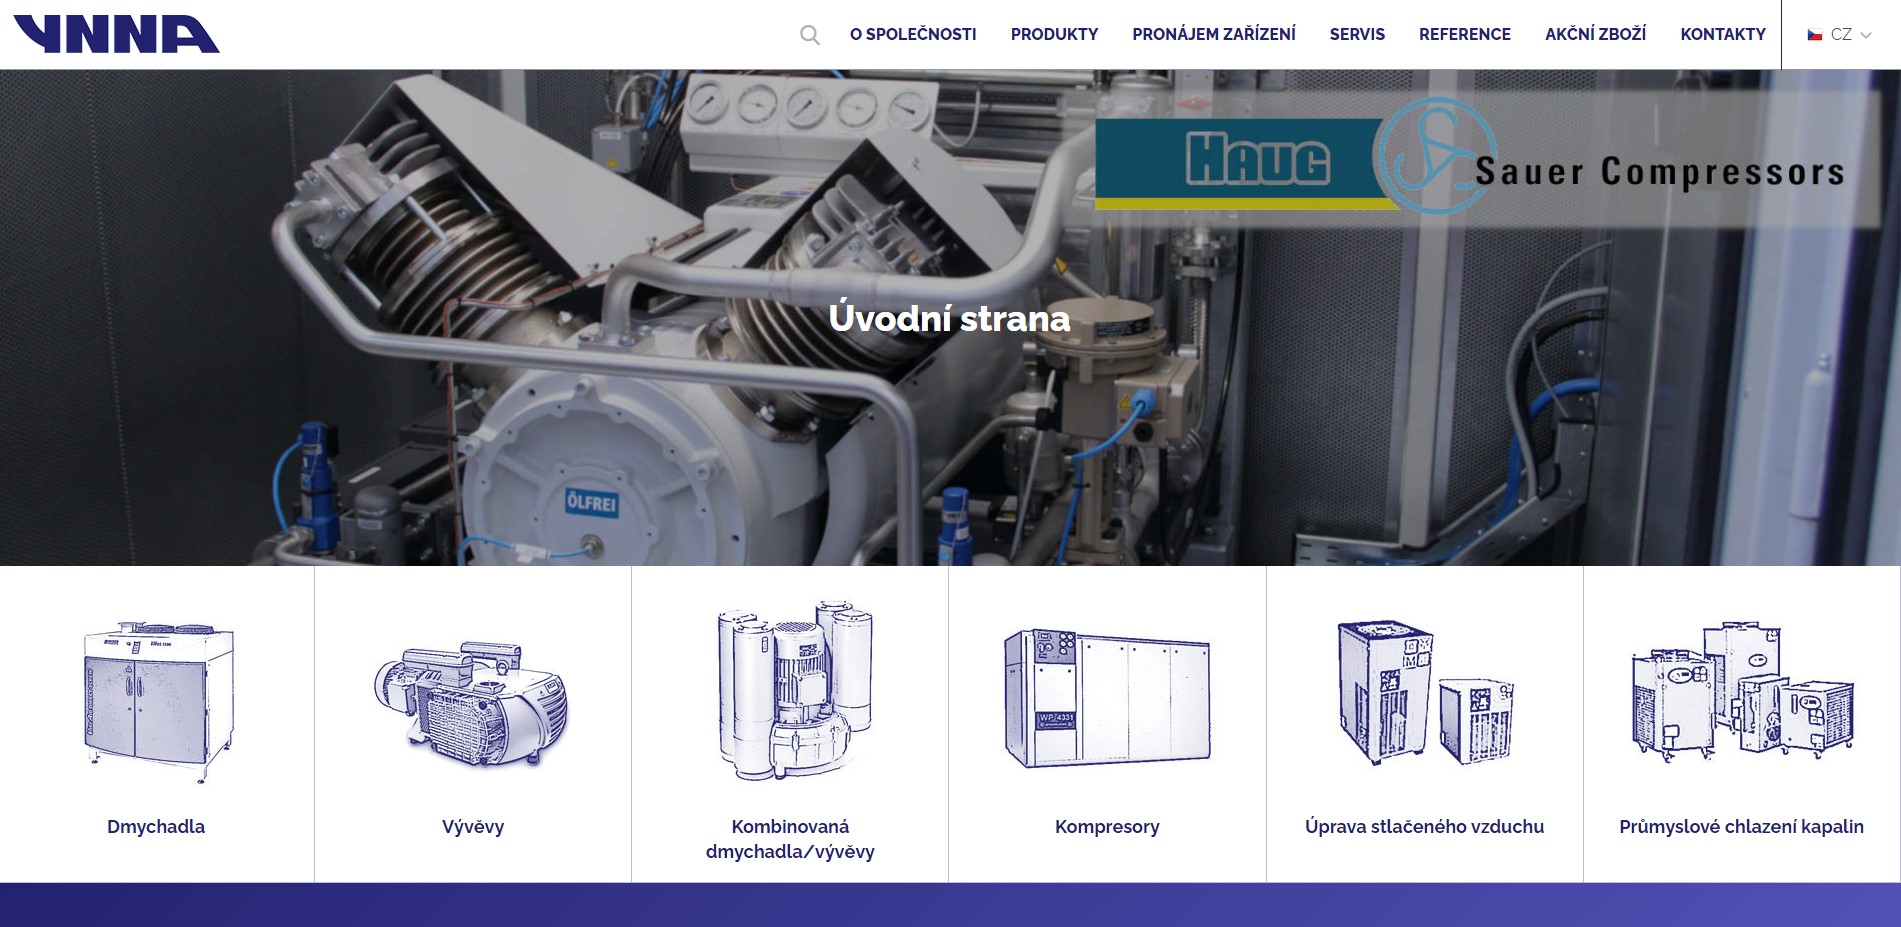 VNNA
O SPOLEČNOSTI
PRODUKTY
PRONÁJEM ZAŘÍZENÍ
SERVIS
REFERENCE
AKČNÍ ZBOŽÍ
KONTAKTY
CZ
HAUG
Sauer Compressors
Úvodní strana
ÖLFREI
WP 4331
Dmychadla
Vývěvy
Kombinovaná
dmychadla/vývěvy
Kompresory
Úprava stlačeného vzduchu
Průmyslové chlazení kapalin